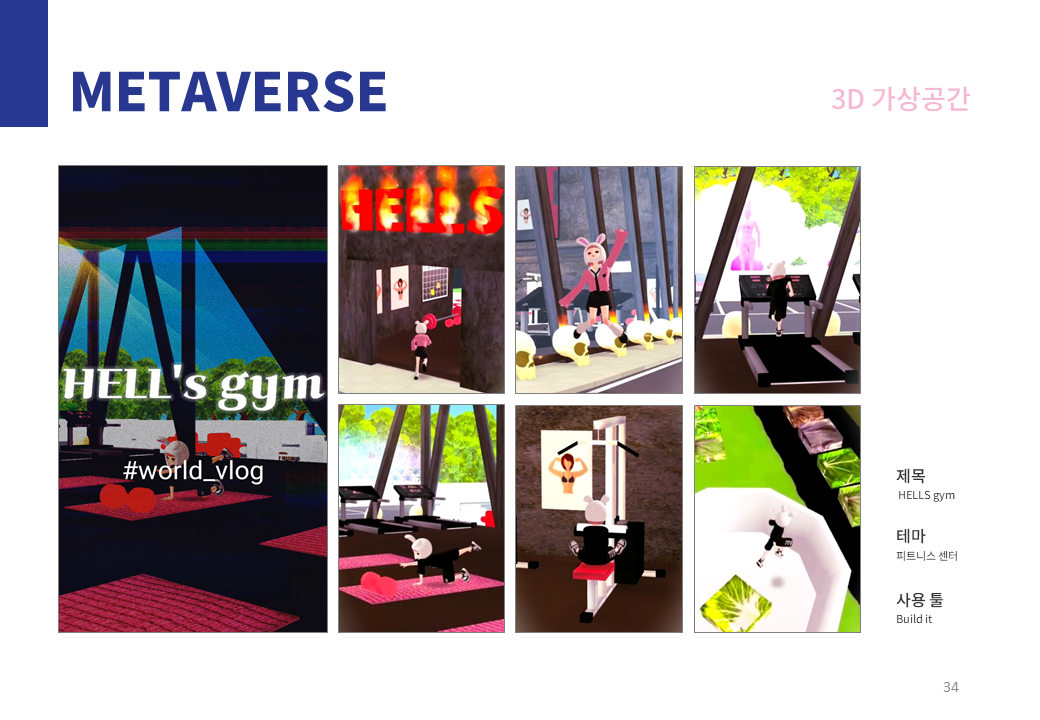 METAVERSE
3D 가상공간
HELLS
HELL's gym
#world_vlog
제목
HELLS gym
테마
피트니스 센터
사용 툴
Build it
34